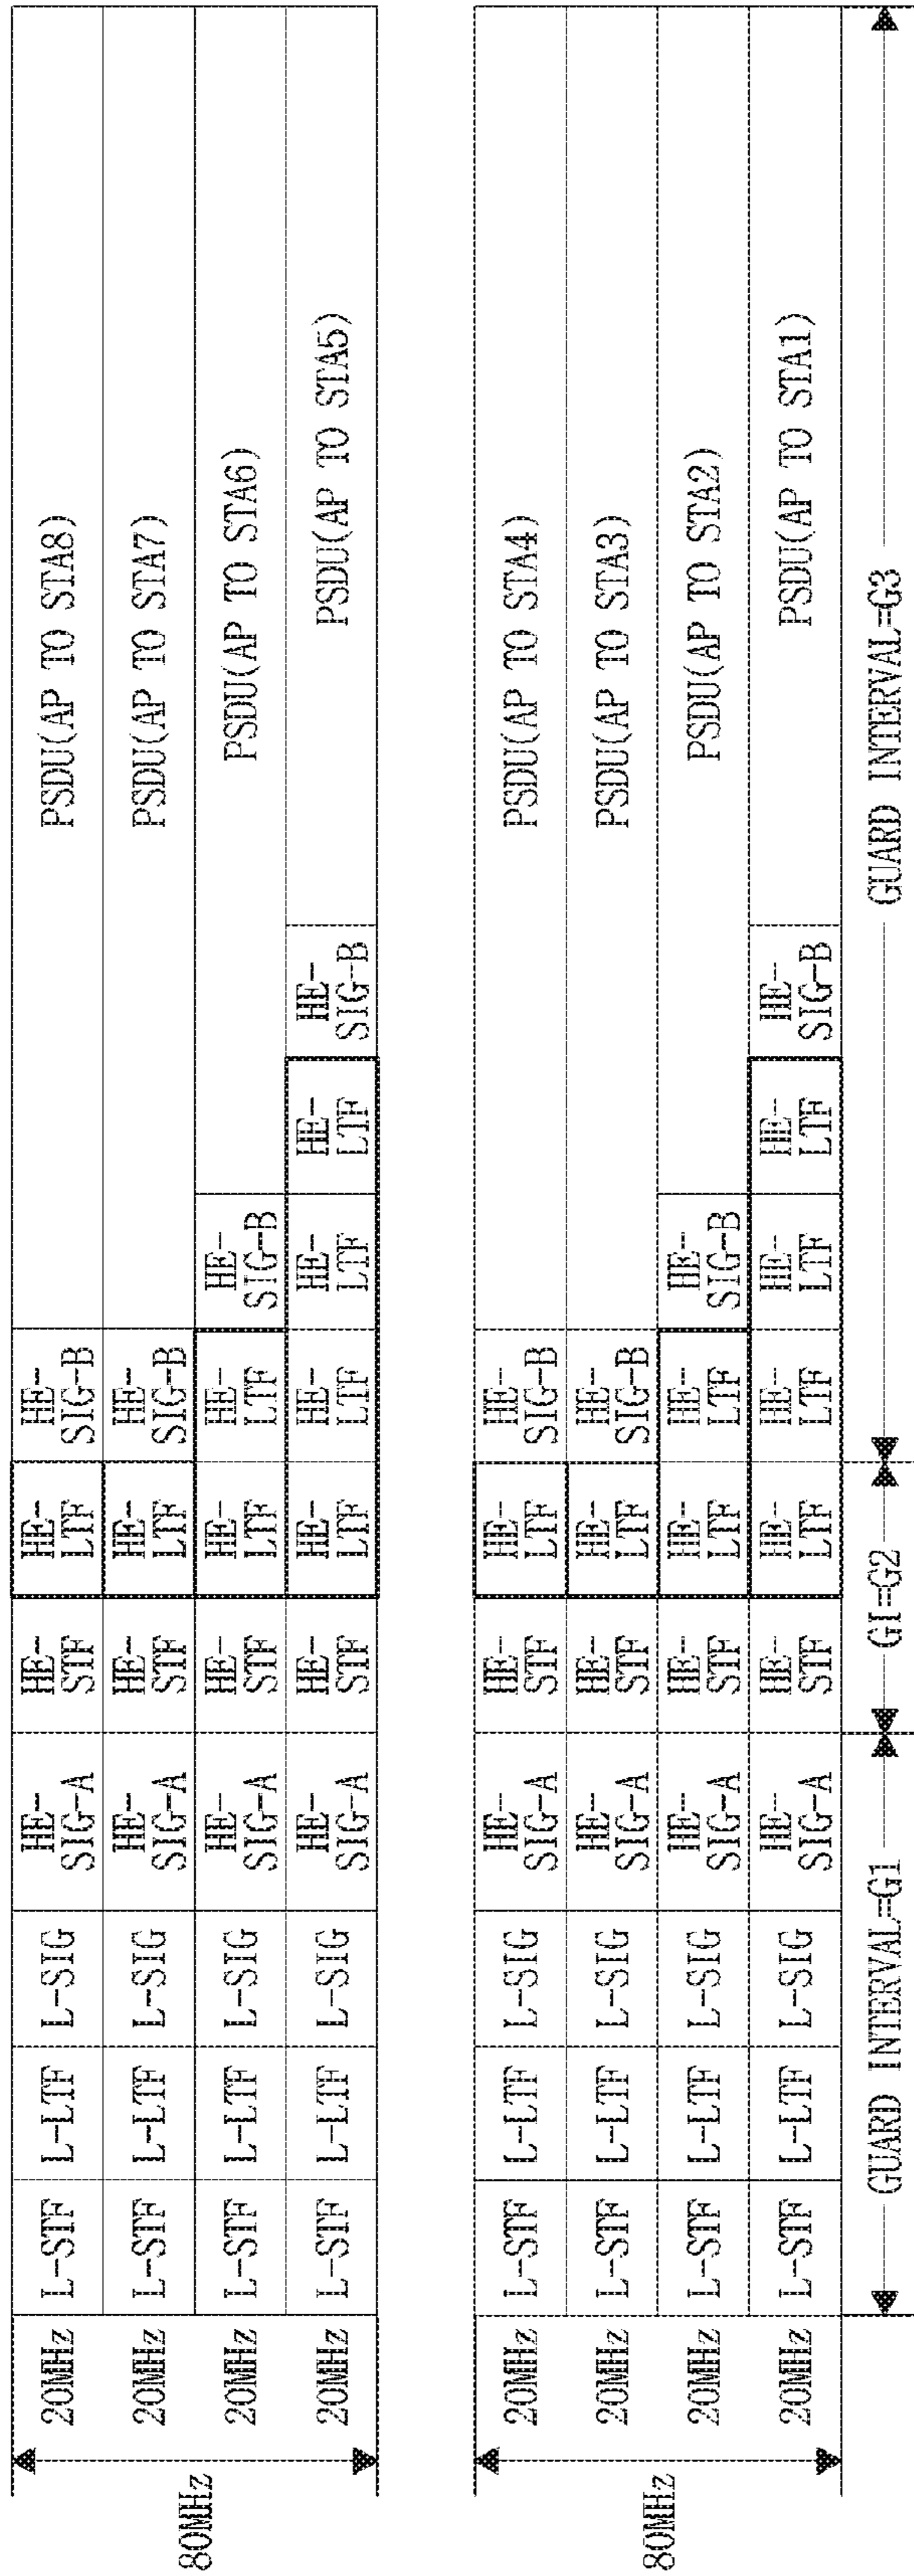 80MHz
20MHz L-STF L-LTF L-SIG HE-SIG-A HE-STF HE-LTF HE-SIG-B PSDU(AP TO STA8)
20MHz L-STF L-LTF L-SIG HE-SIG-A HE-STF HE-LTF HE-SIG-B PSDU(AP TO STA7)
20MHz L-STF L-LTF L-SIG HE-SIG-A HE-STF HE-LTF HE-LTF HE-SIG-B PSDU(AP TO STA6)
20MHz L-STF L-LTF L-SIG HE-SIG-A HE-STF HE-LTF HE-LTF HE-LTF HE-LTF HE-SIG-B PSDU(AP TO STA5)
80MHz
20MHz L-STF L-LTF L-SIG HE-SIG-A HE-STF HE-LTF HE-SIG-B PSDU(AP TO STA4)
20MHz L-STF L-LTF L-SIG HE-SIG-A HE-STF HE-LTF HE-SIG-B PSDU(AP TO STA3)
20MHz L-STF L-LTF L-SIG HE-SIG-A HE-STF HE-LTF HE-LTF HE-SIG-B PSDU(AP TO STA2)
20MHz L-STF L-LTF L-SIG HE-SIG-A HE-STF HE-LTF HE-LTF HE-LTF HE-LTF HE-SIG-B PSDU(AP TO STA1)
GUARD INTERVAL=G1 GI=G2 GUARD INTERVAL=G3